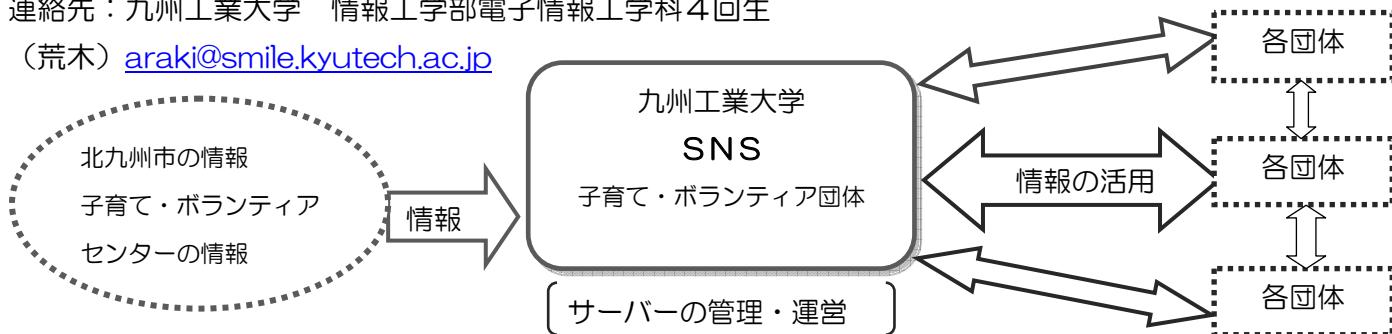 連絡先：九州工業大学　情報工学部電子情報工学科４回生
（荒木）araki@smile.kyutech.ac.jp
北九州市の情報
子育て・ボランティア
センターの情報
情報
九州工業大学
ＳＮＳ
子育て・ボランティア団体
サーバーの管理・運営
情報の活用
各団体
各団体
各団体